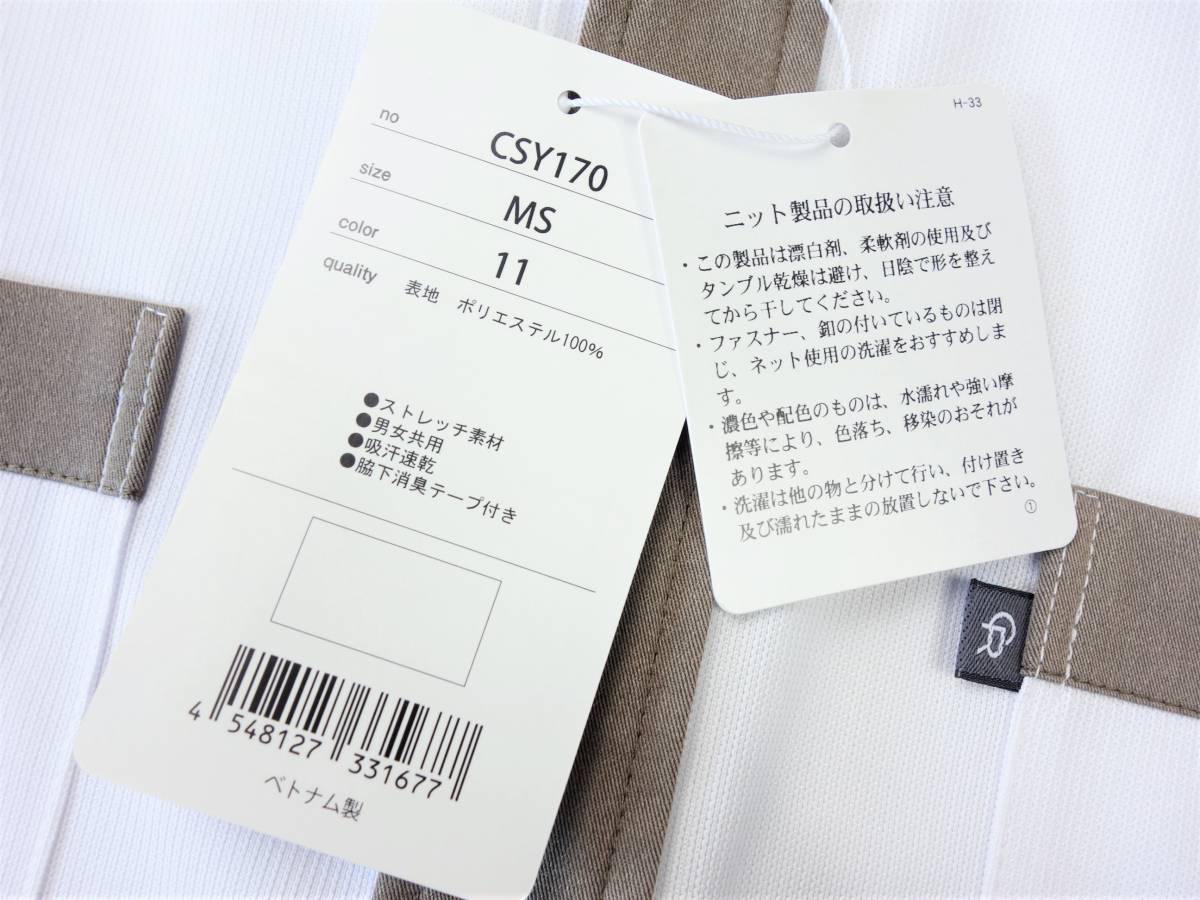 no CSY170
size MS
color 11
quality 表地 ポリエステル100%
●ストレッチ素材
●男女共用
●吸汗速乾
●脇下消臭テープ付き
4 548127 331677
ベトナム製
H-33
ニット製品の取扱い注意
・この製品は漂白剤、柔軟剤の使用及び
タンブル乾燥は避け、日陰で形を整え
てから干してください。
・ファスナー、釦の付いているものは閉
じ、ネット使用の洗濯をおすすめしま
す。
・濃色や配色のものは、水濡れや強い摩
擦等により、色落ち、移染のおそれが
あります。
・洗濯は他の物と分けて行い、付け置き
及び濡れたままの放置しないで下さい。
①